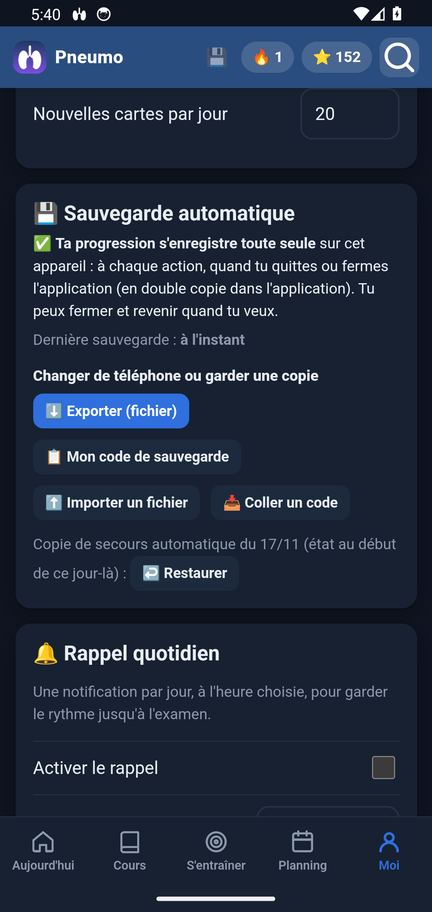 5:40
Pneumo
💾
🔥 1
⭐ 152
Nouvelles cartes par jour
20
💾 Sauvegarde automatique
✅ Ta progression s'enregistre toute seule sur cet
appareil : à chaque action, quand tu quittes ou fermes
l'application (en double copie dans l'application). Tu
peux fermer et revenir quand tu veux.
Dernière sauvegarde : à l'instant
Changer de téléphone ou garder une copie
⬇️ Exporter (fichier)
📋 Mon code de sauvegarde
⬆️ Importer un fichier
📥 Coller un code
Copie de secours automatique du 17/11 (état au début
de ce jour-là) : ↩️ Restaurer
🔔 Rappel quotidien
Une notification par jour, à l'heure choisie, pour garder
le rythme jusqu'à l'examen.
Activer le rappel
Aujourd'hui
Cours
S'entraîner
Planning
Moi